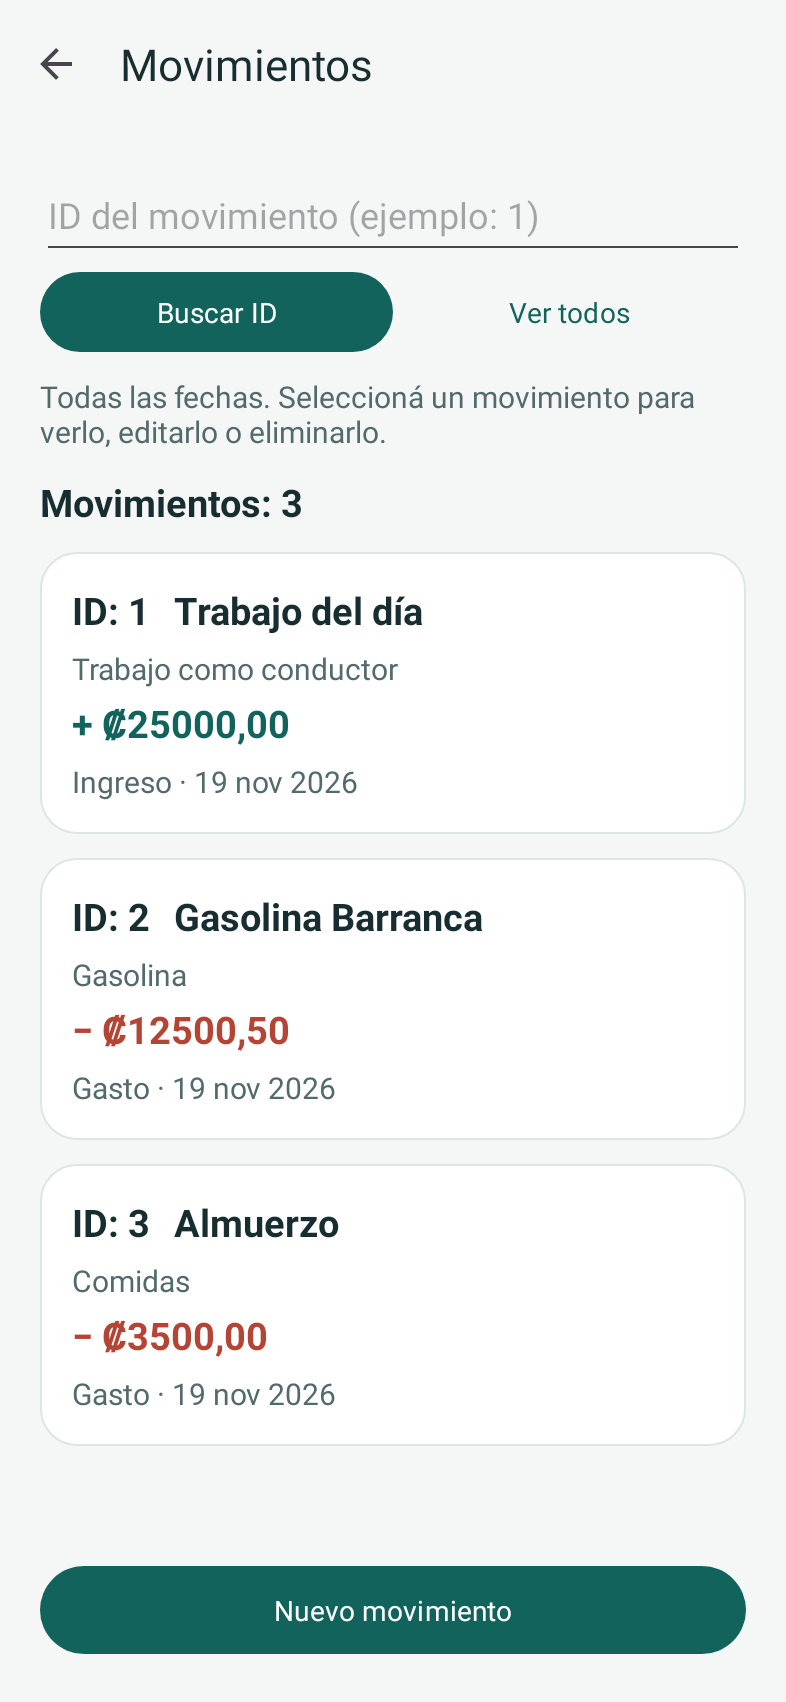 Movimientos
ID del movimiento (ejemplo: 1)
Buscar ID
Ver todos
Todas las fechas. Seleccioná un movimiento para
verlo, editarlo o eliminarlo.
Movimientos: 3
ID: 1 Trabajo del día
Trabajo como conductor
+ ₡25000,00
Ingreso · 19 nov 2026
ID: 2 Gasolina Barranca
Gasolina
− ₡12500,50
Gasto · 19 nov 2026
ID: 3 Almuerzo
Comidas
− ₡3500,00
Gasto · 19 nov 2026
Nuevo movimiento